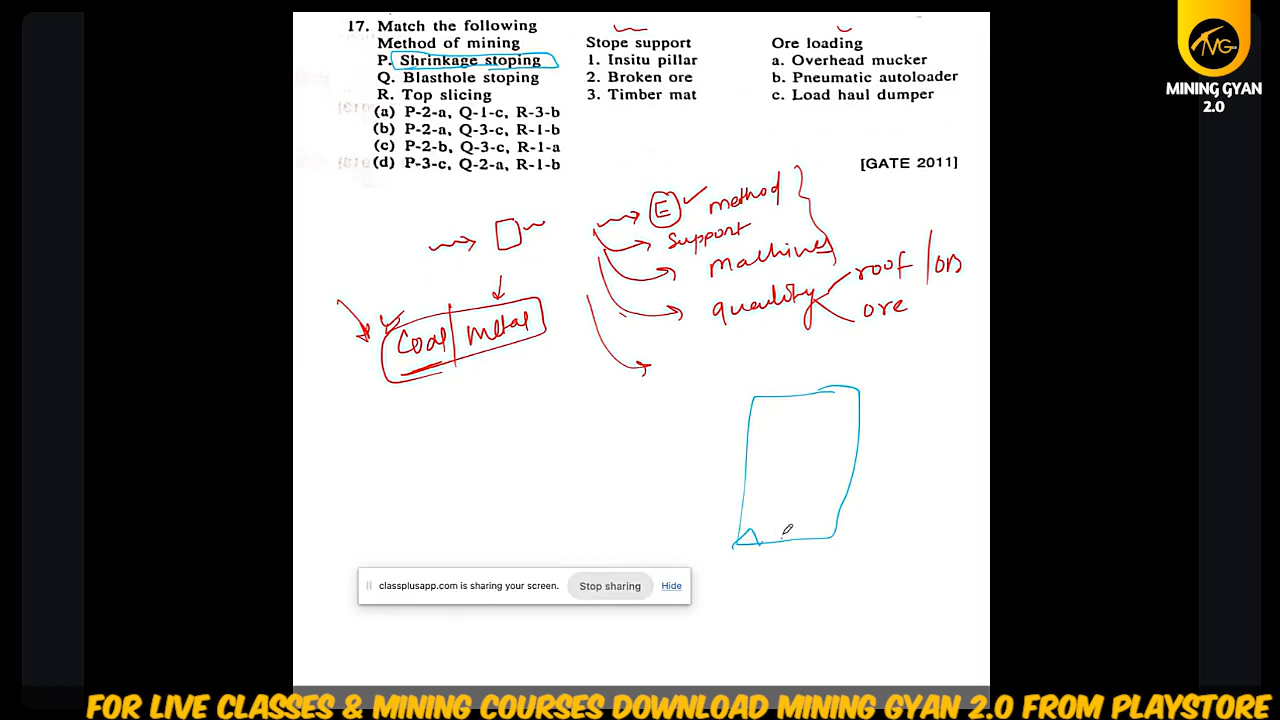 17. Match the following
Method of mining Stope support Ore loading
P. Shrinkage stoping 1. Insitu pillar a. Overhead mucker
Q. Blasthole stoping 2. Broken ore b. Pneumatic autoloader
R. Top slicing 3. Timber mat c. Load haul dumper
(a) P-2-a, Q-1-c, R-3-b
(b) P-2-a, Q-3-c, R-1-b
(c) P-2-b, Q-3-c, R-1-a
(d) P-3-c, Q-2-a, R-1-b [GATE 2011]
TMG
MINING GYAN
2.0
E method
support
machines
quality roof / OB
ore
Coal metal
classplusapp.com is sharing your screen. Stop sharing Hide
FOR LIVE CLASSES & MINING COURSES DOWNLOAD MINING GYAN 2.0 FROM PLAYSTORE